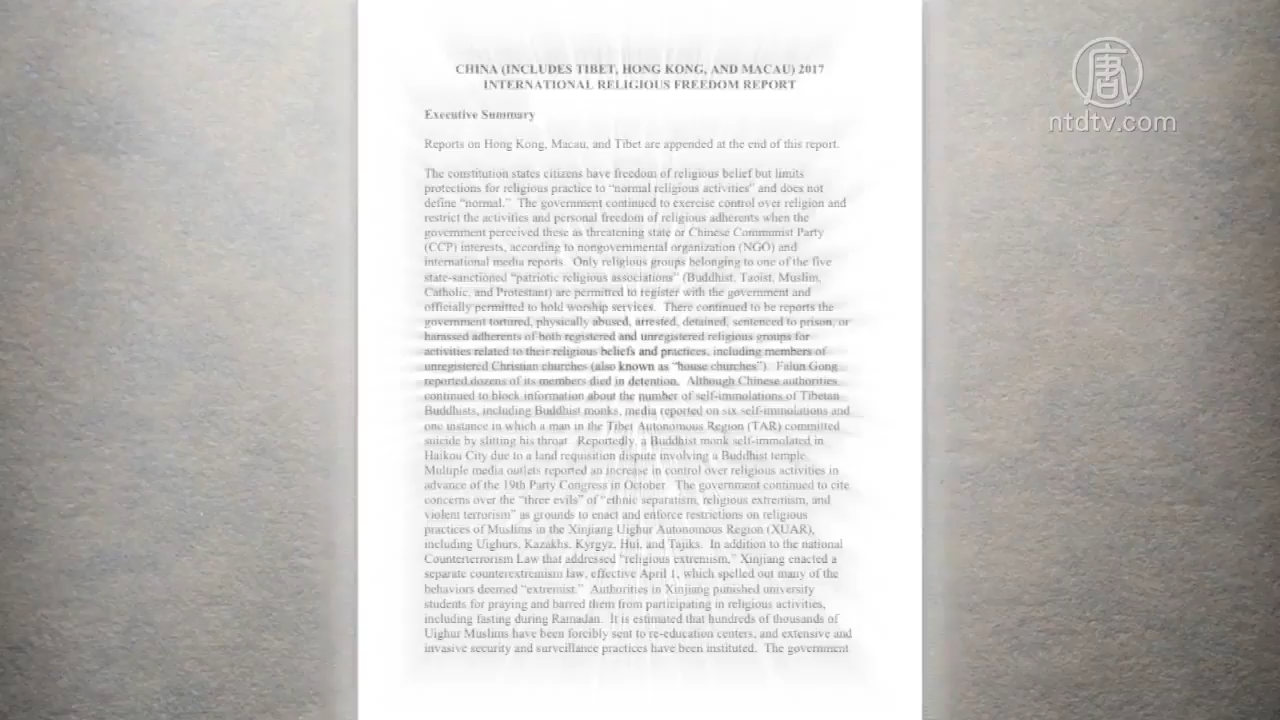 CHINA (INCLUDES TIBET, HONG KONG, AND MACAU) 2017
INTERNATIONAL RELIGIOUS FREEDOM REPORT
唐
ntdtv.com
Executive Summary
Reports on Hong Kong, Macau, and Tibet are appended at the end of this report.
The constitution states citizens have freedom of religious belief but limits
protections for religious practice to “normal religious activities” and does not
define “normal.”  The government continued to exercise control over religion and
restrict the activities and personal freedom of religious adherents when the
government perceived these as threatening state or Chinese Communist Party
(CCP) interests, according to nongovernmental organization (NGO) and
international media reports.  Only religious groups belonging to one of the five
state-sanctioned “patriotic religious associations” (Buddhist, Taoist, Muslim,
Catholic, and Protestant) are permitted to register with the government and
officially permitted to hold worship services.  There continued to be reports the
government tortured, physically abused, arrested, detained, sentenced to prison, or
harassed adherents of both registered and unregistered religious groups for
activities related to their religious beliefs and practices, including members of
unregistered Christian churches (also known as “house churches”).  Falun Gong
reported dozens of its members died in detention.  Although Chinese authorities
continued to block information about the number of self-immolations of Tibetan
Buddhists, including Buddhist monks, media reported on six self-immolations and
one instance in which a man in the Tibet Autonomous Region (TAR) committed
suicide by slitting his throat.  Reportedly, a Buddhist monk self-immolated in
Haikou City due to a land requisition dispute involving a Buddhist temple.
Multiple media outlets reported an increase in control over religious activities in
advance of the 19th Party Congress in October.  The government continued to cite
concerns over the “three evils” of “ethnic separatism, religious extremism, and
violent terrorism” as grounds to enact and enforce restrictions on religious
practices of Muslims in the Xinjiang Uighur Autonomous Region (XUAR),
including Uighurs, Kazakhs, Kyrgyz, Hui, and Tajiks.  In addition to the national
Counterterrorism Law that addressed “religious extremism,” Xinjiang enacted a
separate counterextremism law, effective April 1, which spelled out many of the
behaviors deemed “extremist.”  Authorities in Xinjiang punished university
students for praying and barred them from participating in religious activities,
including fasting during Ramadan.  It is estimated that hundreds of thousands of
Uighur Muslims have been forcibly sent to re-education centers, and extensive and
invasive security and surveillance practices have been instituted.  The government